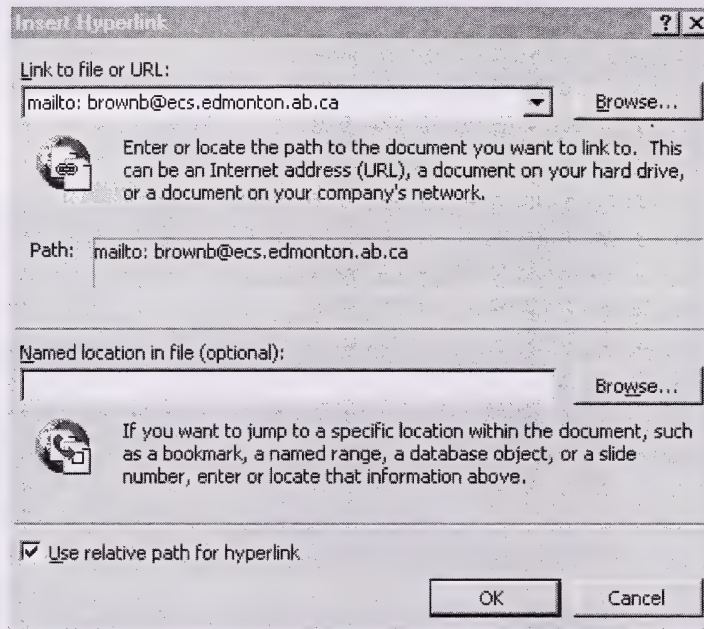 Insert Hyperlink
Link to file or URL:
mailto: brownb@ecs.edmonton.ab.ca
Browse...
Enter or locate the path to the document you want to link to. This
can be an Internet address (URL), a document on your hard drive,
or a document on your company's network.
Path: mailto: brownb@ecs.edmonton.ab.ca
Named location in file (optional):
Browse...
If you want to jump to a specific location within the document, such
as a bookmark, a named range, a database object, or a slide
number, enter or locate that information above.
Use relative path for hyperlink
OK Cancel